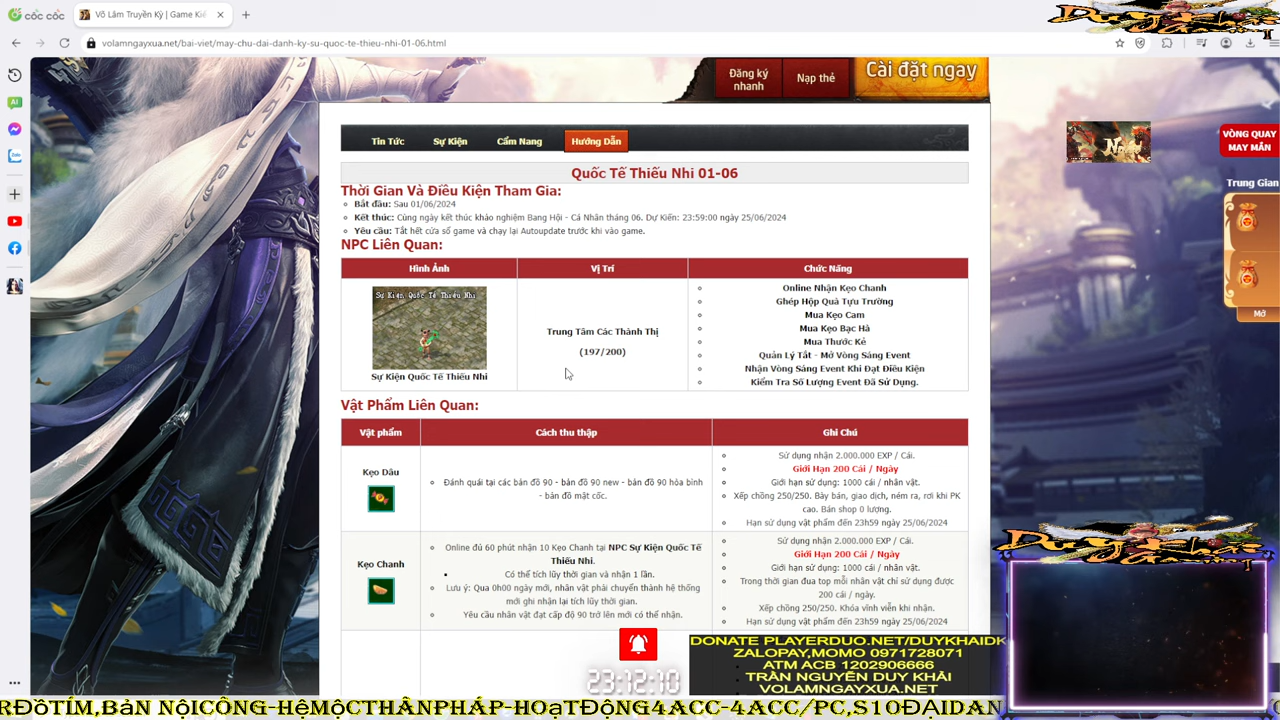 cốc cốc
Võ Lâm Truyền Kỳ | Game Kiế
volamngayxua.net/bai-viet/may-chu-dai-danh-ky-su-quoc-te-thieu-nhi-01-06.html
Duy Khải
Gaming
Đăng ký nhanh
Nạp thẻ
Cài đặt ngay
Tin Tức
Sự Kiện
Cẩm Nang
Hướng Dẫn
VÒNG QUAY
MAY MẮN
Trung Gian
Mở
Quốc Tế Thiếu Nhi 01-06
Thời Gian Và Điều Kiện Tham Gia:
Bắt đầu: Sau 01/06/2024
Kết thúc: Cùng ngày kết thúc khảo nghiệm Bang Hội - Cá Nhân tháng 06. Dự Kiến: 23:59:00 ngày 25/06/2024
Yêu cầu: Tắt hết cửa sổ game và chạy lại Autoupdate trước khi vào game.
NPC Liên Quan:
Hình Ảnh
Vị Trí
Chức Năng
Sự Kiện Quốc Tế Thiếu Nhi
Sự Kiện Quốc Tế Thiếu Nhi
Trung Tâm Các Thành Thị
(197/200)
Online Nhận Kẹo Chanh
Ghép Hộp Quà Tựu Trường
Mua Kẹo Cam
Mua Kẹo Bạc Hà
Mua Thước Kẻ
Quản Lý Tắt - Mở Vòng Sáng Event
Nhận Vòng Sáng Event Khi Đạt Điều Kiện
Kiểm Tra Số Lượng Event Đã Sử Dụng.
Vật Phẩm Liên Quan:
Vật phẩm
Cách thu thập
Ghi Chú
Kẹo Dâu
Đánh quái tại các bản đồ 90 - bản đồ 90 new - bản đồ 90 hòa bình
- bản đồ mật cốc.
Sử dụng nhận 2.000.000 EXP / Cái.
Giới Hạn 200 Cái / Ngày
Giới hạn sử dụng: 1000 cái / nhân vật.
Xếp chồng 250/250. Bày bán, giao dịch, ném ra, rơi khi PK
cao. Bán shop 0 lượng.
Hạn sử dụng vật phẩm đến 23h59 ngày 25/06/2024
Kẹo Chanh
Online đủ 60 phút nhận 10 Kẹo Chanh tại NPC Sự Kiện Quốc Tế
Thiếu Nhi.
Có thể tích lũy thời gian và nhận 1 lần.
Lưu ý: Qua 0h00 ngày mới, nhân vật phải chuyển thành hệ thống
mới ghi nhận lại tích lũy thời gian.
Yêu cầu nhân vật đạt cấp độ 90 trở lên mới có thể nhận.
Sử dụng nhận 2.000.000 EXP / Cái.
Giới Hạn 200 Cái / Ngày
Giới hạn sử dụng: 1000 cái / nhân vật.
Trong thời gian đua top mỗi nhân vật chỉ sử dụng được
200 cái / ngày.
Xếp chồng 250/250. Khóa vĩnh viễn khi nhận.
Hạn sử dụng vật phẩm đến 23h59 ngày 25/06/2024
Duy Khải
Gaming
23:12:10
DONATE PLAYERDUO.NET/DUYKHAIDK
ZALOPAY,MOMO 0971728071
ATM ACB 1202906666
TRẦN NGUYỄN DUY KHẢI
VOLAMNGAYXUA.NET
RĐỒTÍM,BẢN NỘICÔNG-HỆMỘCTHÂNPHÁP-HOẠTĐỘNG4ACC-4ACC/PC,S10ĐẠIDAN